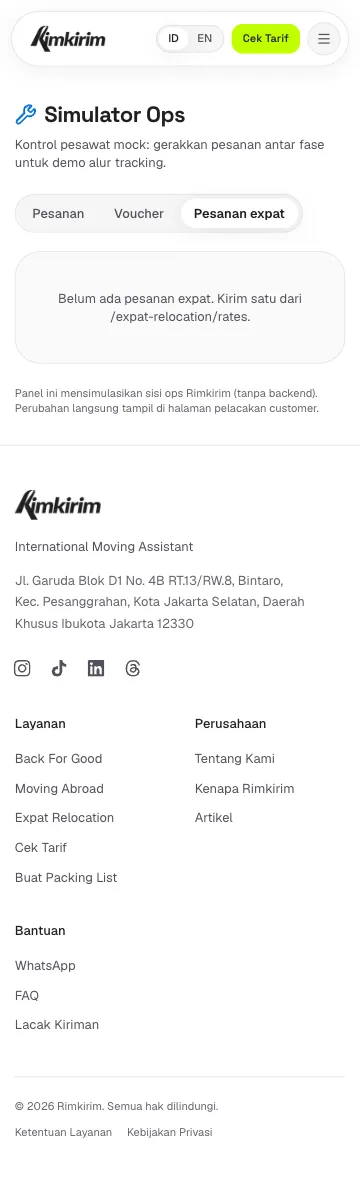 Rimkirim
ID
EN
Cek Tarif
Simulator Ops
Kontrol pesawat mock: gerakkan pesanan antar fase
untuk demo alur tracking.
Pesanan
Voucher
Pesanan expat
Belum ada pesanan expat. Kirim satu dari
/expat-relocation/rates.
Panel ini mensimulasikan sisi ops Rimkirim (tanpa backend).
Perubahan langsung tampil di halaman pelacakan customer.
Rimkirim
International Moving Assistant
Jl. Garuda Blok D1 No. 4B RT.13/RW.8, Bintaro,
Kec. Pesanggrahan, Kota Jakarta Selatan, Daerah
Khusus Ibukota Jakarta 12330
Layanan
Back For Good
Moving Abroad
Expat Relocation
Cek Tarif
Buat Packing List
Perusahaan
Tentang Kami
Kenapa Rimkirim
Artikel
Bantuan
WhatsApp
FAQ
Lacak Kiriman
© 2026 Rimkirim. Semua hak dilindungi.
Ketentuan Layanan
Kebijakan Privasi